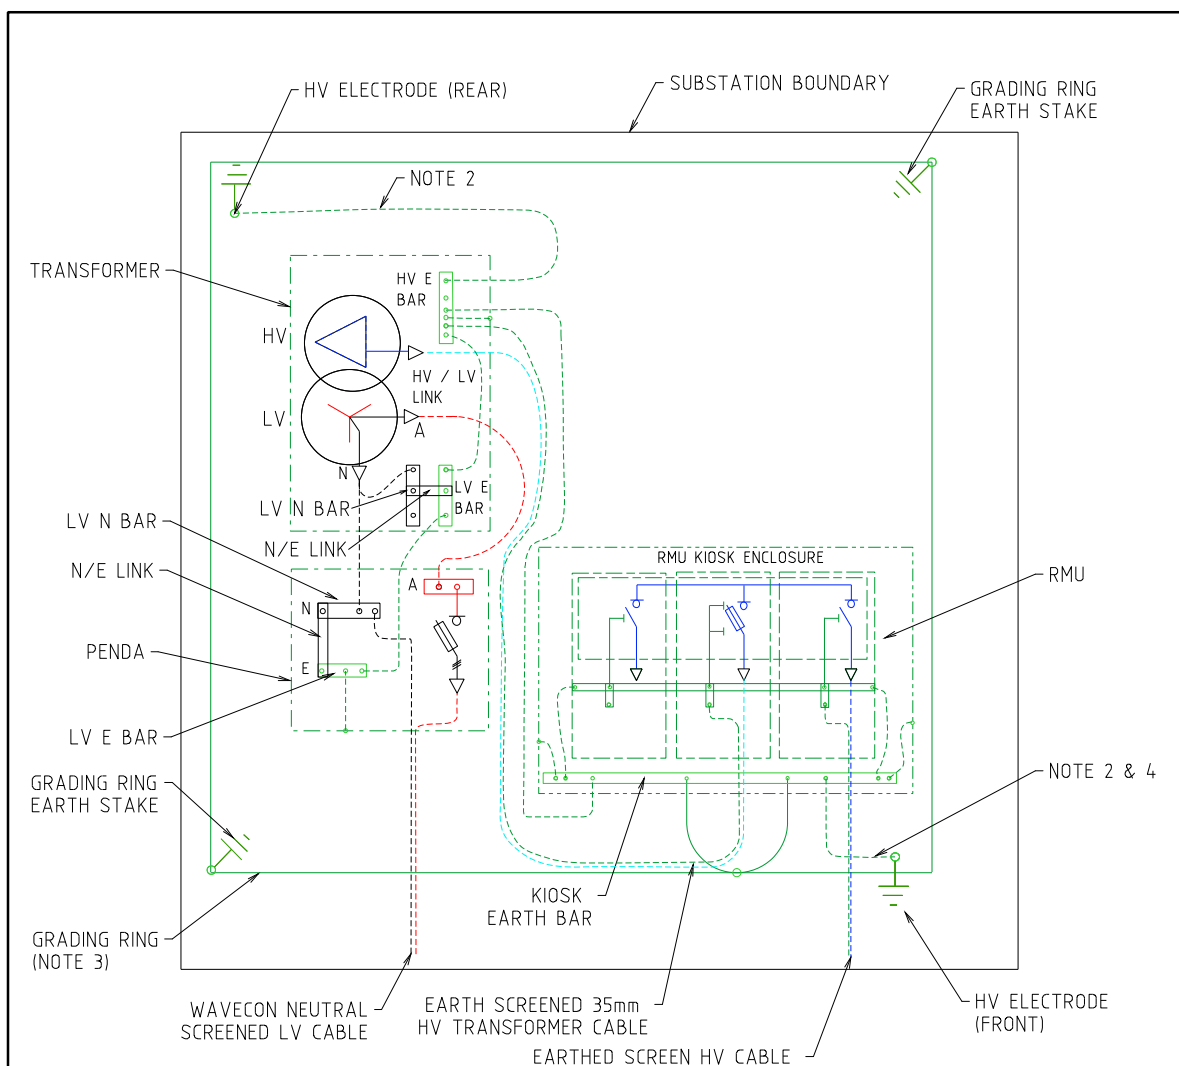 HV ELECTRODE (REAR)
SUBSTATION BOUNDARY
GRADING RING
EARTH STAKE
NOTE 2
TRANSFORMER
HV E
BAR
HV
HV / LV
LINK
LV
A
N
LV N BAR
LV E
BAR
LV N BAR
N/E LINK
N/E LINK
RMU KIOSK ENCLOSURE
RMU
A
N
PENDA
E
LV E BAR
GRADING RING
EARTH STAKE
NOTE 2 & 4
KIOSK
EARTH BAR
GRADING RING
(NOTE 3)
WAVECON NEUTRAL
SCREENED LV CABLE
EARTH SCREENED 35mm
HV TRANSFORMER CABLE
HV ELECTRODE
(FRONT)
EARTHED SCREEN HV CABLE